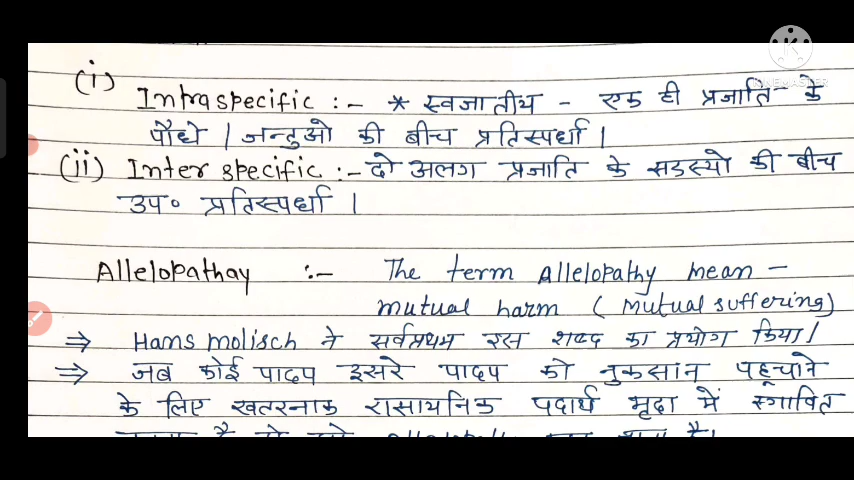 (i) Intraspecific :- * स्वजातीय - एक ही प्रजाति के
पौधे / जन्तुओ की बीच प्रतिस्पर्धा |
(ii) Inter specific :- दो अलग प्रजाति के सदस्यो की बीच
उप० प्रतिस्पर्धा |
Allelopathay :- The term Allelopathy mean -
mutual harm ( Mutual suffering)
⇒ Hans molisch ने सर्वप्रथम इस शब्द का प्रयोग किया /
⇒ जब कोई पादप दूसरे पादप को नुकसान पहूचाने
के लिए खतरनाक रासायनिक पदार्थ मृदा में स्त्रावित
KINEMASTER